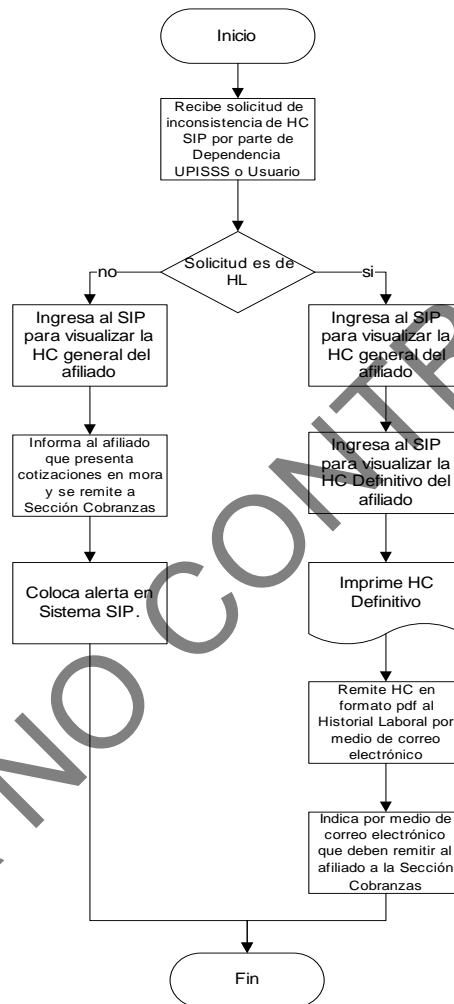 Inicio
Recibe solicitud de
inconsistencia de HC
SIP por parte de
Dependencia
UPISSS o Usuario
Solicitud es de
HL
no
si
Ingresa al SIP
para visualizar la
HC general del
afiliado
Informa al afiliado
que presenta
cotizaciones en mora
y se remite a
Sección Cobranzas
Coloca alerta en
Sistema SIP.
Ingresa al SIP
para visualizar la
HC general del
afiliado
Ingresa al SIP
para visualizar la
HC Definitivo del
afiliado
Imprime HC
Definitivo
Remite HC en
formato pdf al
Historial Laboral por
medio de correo
electrónico
Indica por medio de
correo electrónico
que deben remitir al
afiliado a la Sección
Cobranzas
Fin
NO CONTR